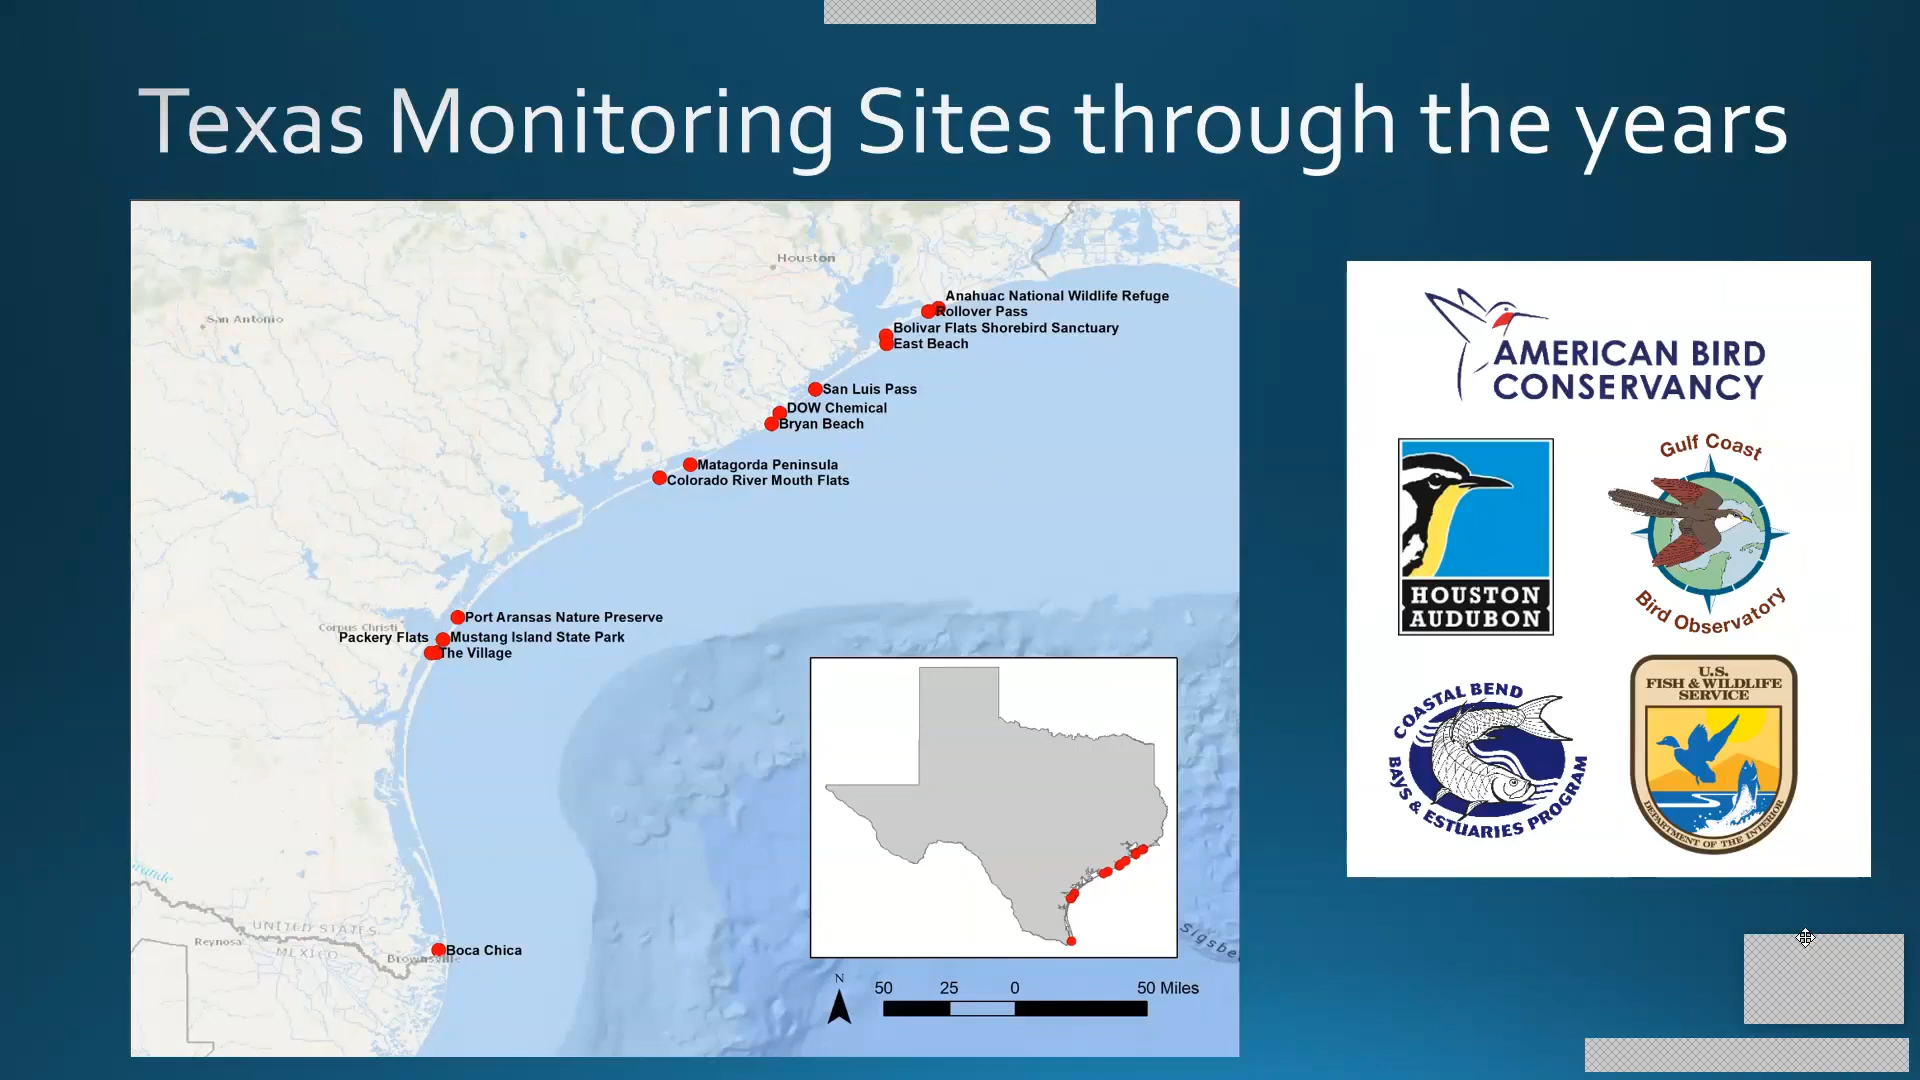 Texas Monitoring Sites through the years
Houston
San Antonio
Anahuac National Wildlife Refuge
Rollover Pass
Bolivar Flats Shorebird Sanctuary
East Beach
San Luis Pass
DOW Chemical
Bryan Beach
Matagorda Peninsula
Colorado River Mouth Flats
Port Aransas Nature Preserve
Corpus Christi
Packery Flats
Mustang Island State Park
The Village
Boca Chica
UNITED STATES
MEXICO
Reynosa
Brownsville
N
50 25 0 50 Miles
AMERICAN BIRD
CONSERVANCY
HOUSTON
AUDUBON
Gulf Coast
Bird Observatory
COASTAL BEND
BAYS & ESTUARIES PROGRAM
U.S.
FISH & WILDLIFE
SERVICE
DEPARTMENT OF THE INTERIOR